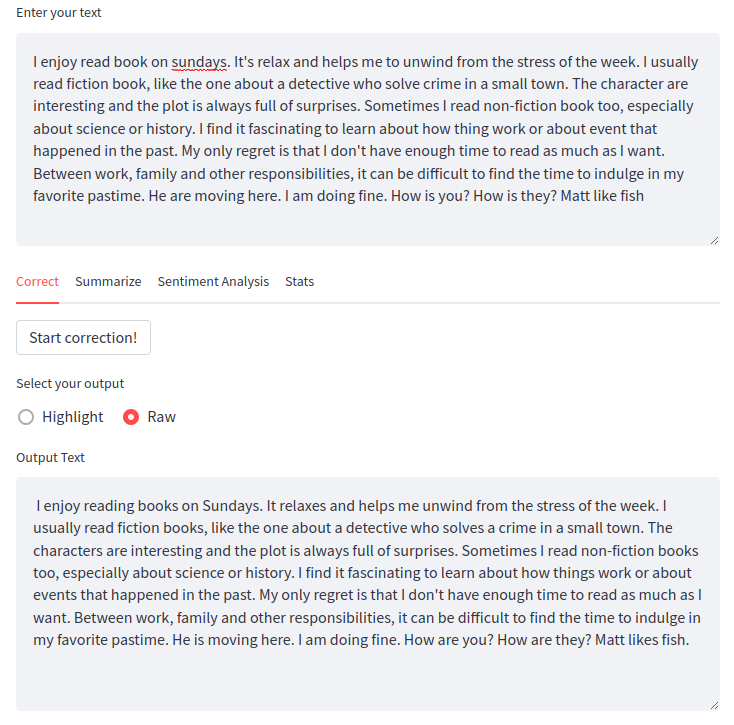 Enter your text
I enjoy read book on sundays. It's relax and helps me to unwind from the stress of the week. I usually
read fiction book, like the one about a detective who solve crime in a small town. The character are
interesting and the plot is always full of surprises. Sometimes I read non-fiction book too, especially
about science or history. I find it fascinating to learn about how thing work or about event that
happened in the past. My only regret is that I don't have enough time to read as much as I want.
Between work, family and other responsibilities, it can be difficult to find the time to indulge in my
favorite pastime. He are moving here. I am doing fine. How is you? How is they? Matt like fish
Correct Summarize Sentiment Analysis Stats
Start correction!
Select your output
Highlight Raw
Output Text
I enjoy reading books on Sundays. It relaxes and helps me unwind from the stress of the week. I
usually read fiction books, like the one about a detective who solves a crime in a small town. The
characters are interesting and the plot is always full of surprises. Sometimes I read non-fiction books
too, especially about science or history. I find it fascinating to learn about how things work or about
events that happened in the past. My only regret is that I don't have enough time to read as much as I
want. Between work, family and other responsibilities, it can be difficult to find the time to indulge in
my favorite pastime. He is moving here. I am doing fine. How are you? How are they? Matt likes fish.